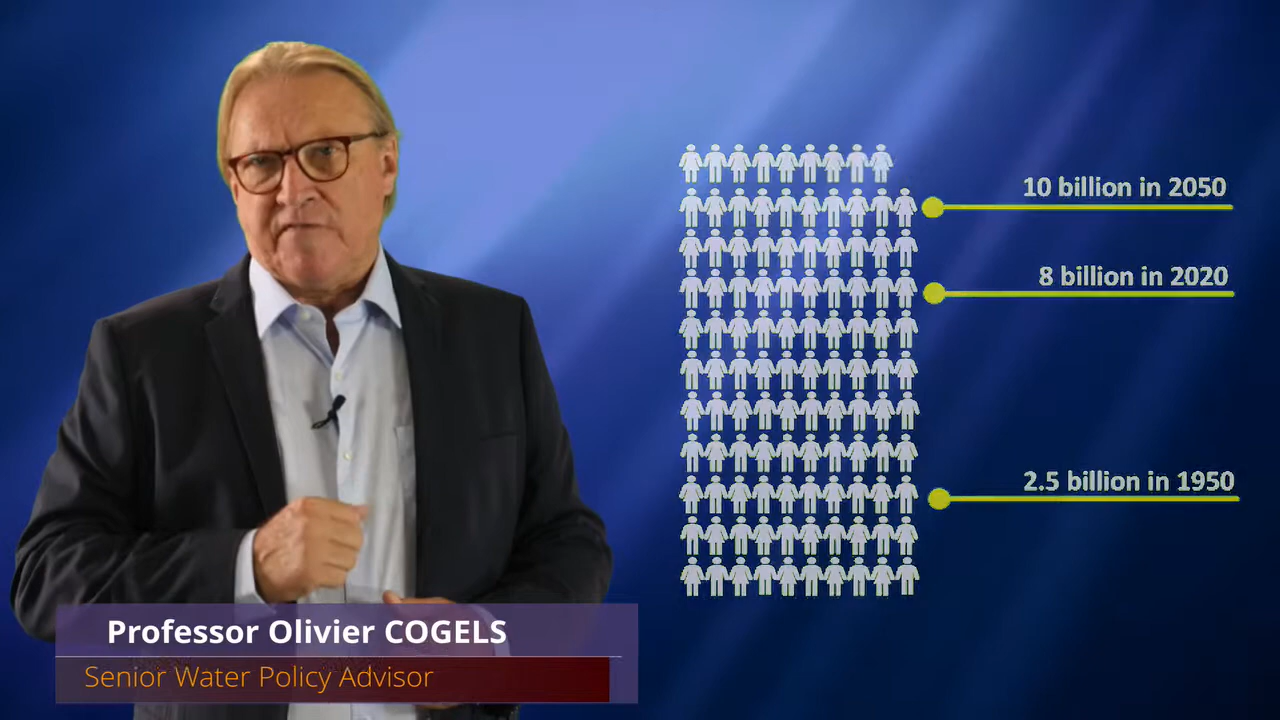 10 billion in 2050
8 billion in 2020
2.5 billion in 1950
Professor Olivier COGELS
Senior Water Policy Advisor